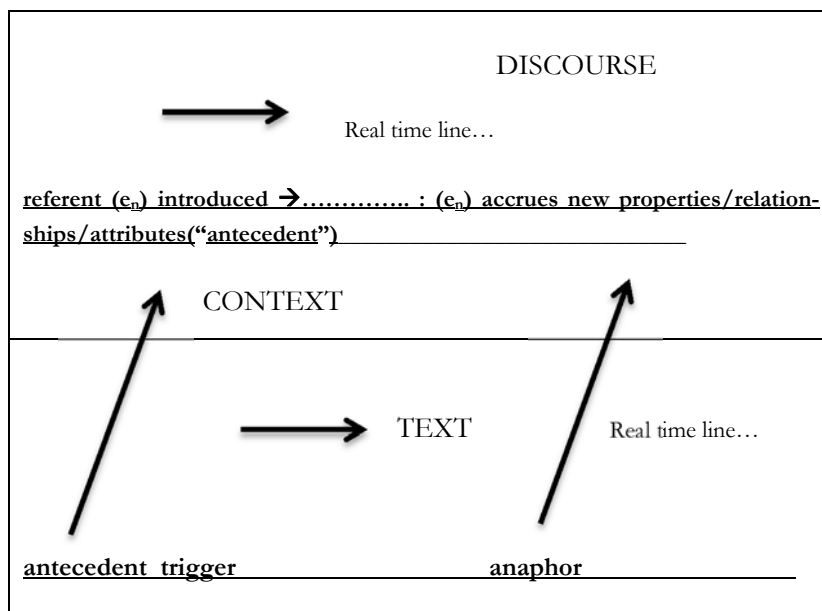 DISCOURSE
Real time line…
referent (eₙ) introduced →………….. : (eₙ) accrues new properties/relation-
ships/attributes(“antecedent”)
CONTEXT
TEXT Real time line…
antecedent trigger anaphor